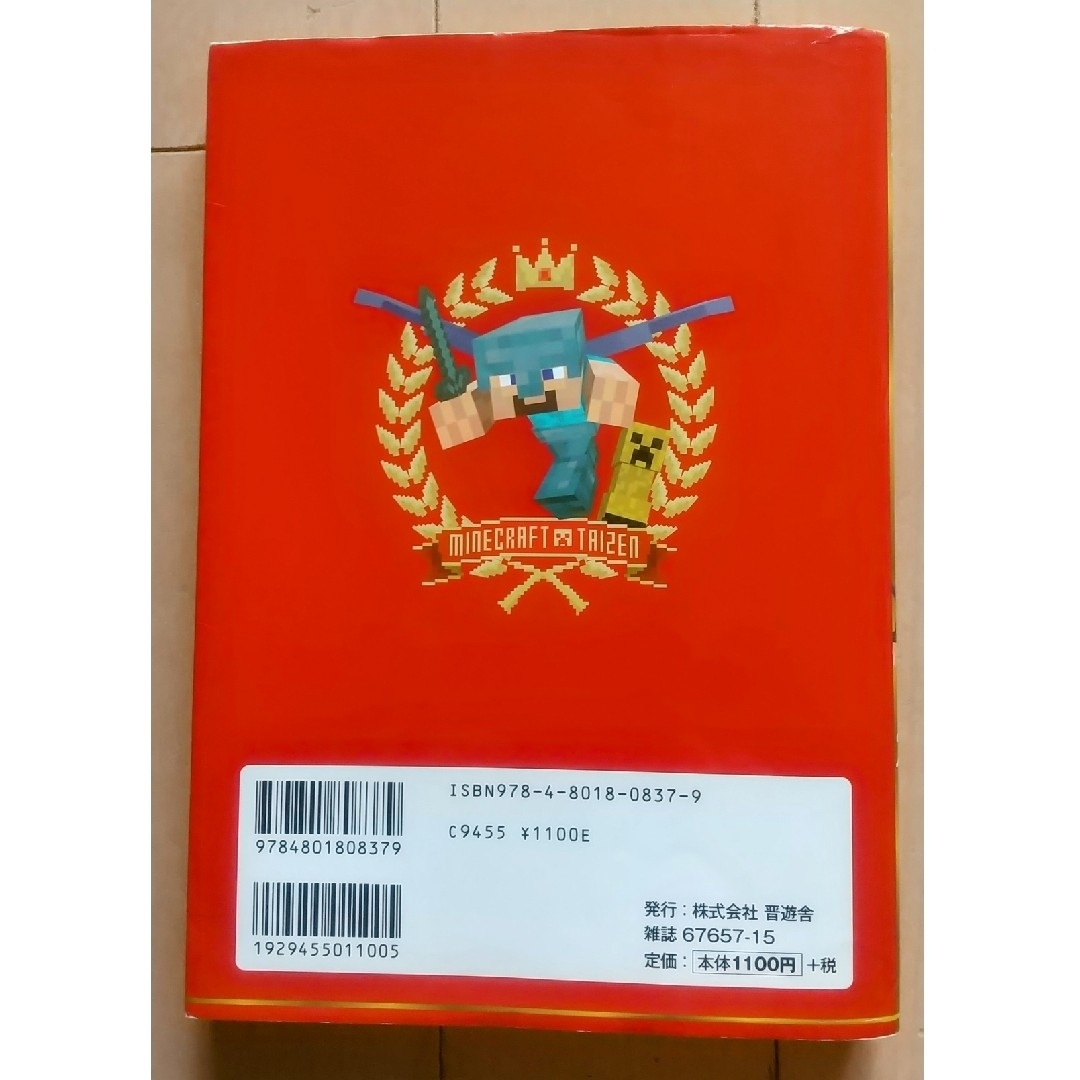 MINECRAFT TAIZEN
ISBN978-4-8018-0837-9
C9455 ¥1100E
9784801808379
1929455011005
発行：株式会社 晋遊舎
雑誌 67657-15
定価：本体1100円+税